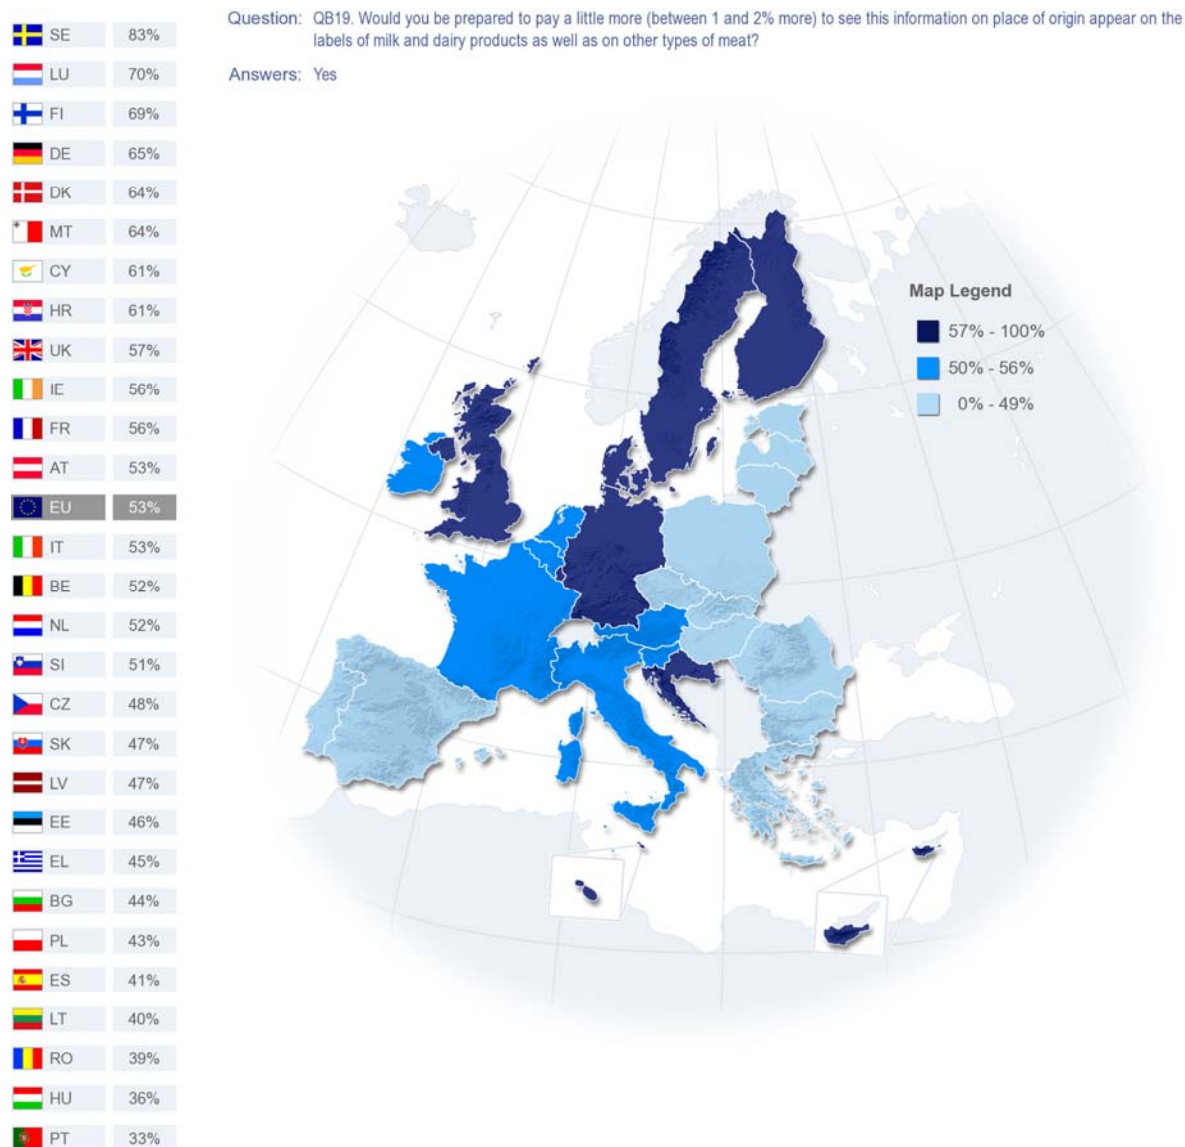 Question: QB19. Would you be prepared to pay a little more (between 1 and 2% more) to see this information on place of origin appear on the
labels of milk and dairy products as well as on other types of meat?
Answers: Yes
SE 83%
LU 70%
FI 69%
DE 65%
DK 64%
MT 64%
CY 61%
HR 61%
UK 57%
IE 56%
FR 56%
AT 53%
EU 53%
IT 53%
BE 52%
NL 52%
SI 51%
CZ 48%
SK 47%
LV 47%
EE 46%
EL 45%
BG 44%
PL 43%
ES 41%
LT 40%
RO 39%
HU 36%
PT 33%
Map Legend
57% - 100%
50% - 56%
0% - 49%